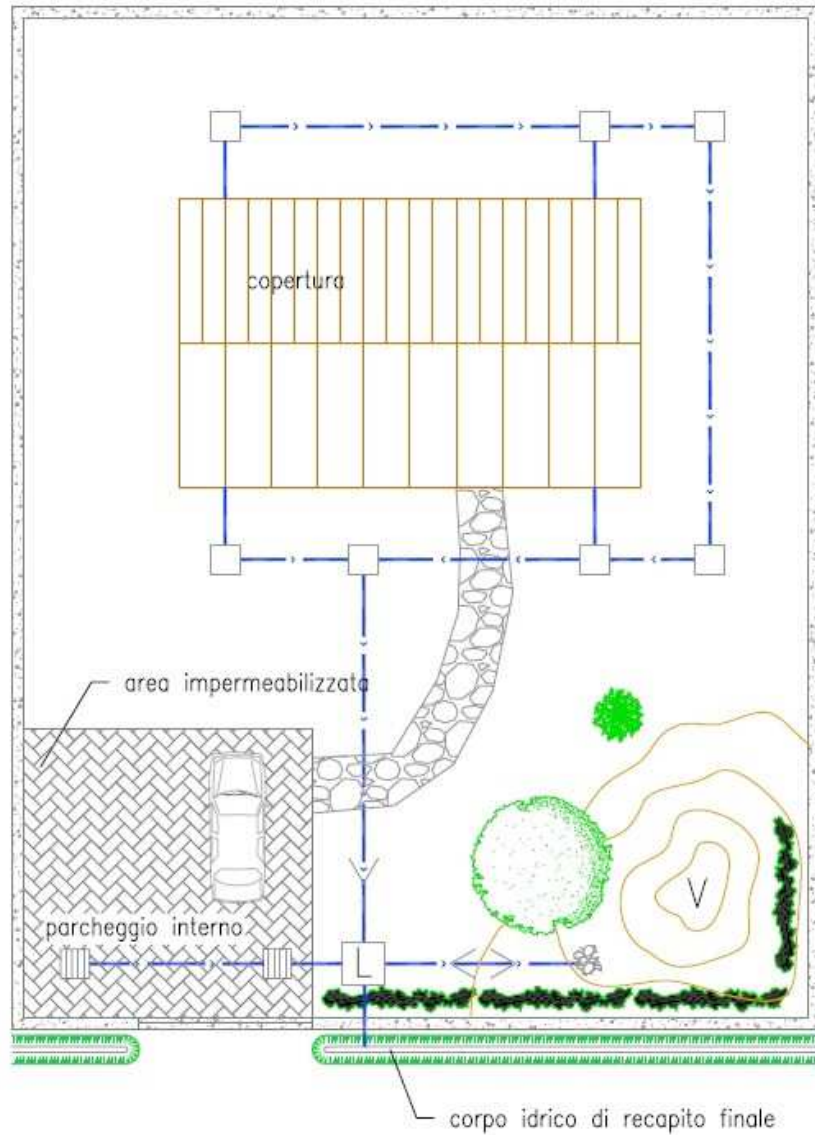 copertura
area impermeabilizzata
V
parcheggio interno
L
corpo idrico di recapito finale